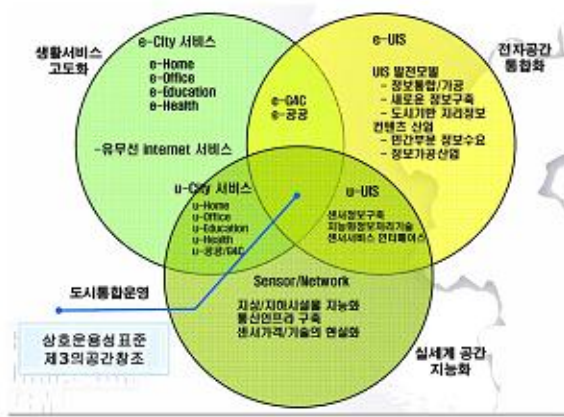 생활서비스
고도화
e-City 서비스
e-Home
e-Office
e-Education
e-Health
-유무선 internet 서비스
e-GAC
e-공공
e-UIS
UIS 발전모델
- 정보통합/가공
- 새로운 정보구축
- 도시기반 지리정보
컨텐츠 산업
- 민간부분 정보수요
- 정보가공산업
전자공간
통합화
u-City 서비스
u-Home
u-Office
u-Education
u-Health
u-공공/GAC
u-UIS
센서정보구축
지능화정보처리기술
센서서비스 인터페이스
Sensor/Network
지상/지하시설물 지능화
통신인프라 구축
센서가격/기술의 현실화
도시통합운영
상호운용성표준
제3의공간창조
실세계 공간
지능화